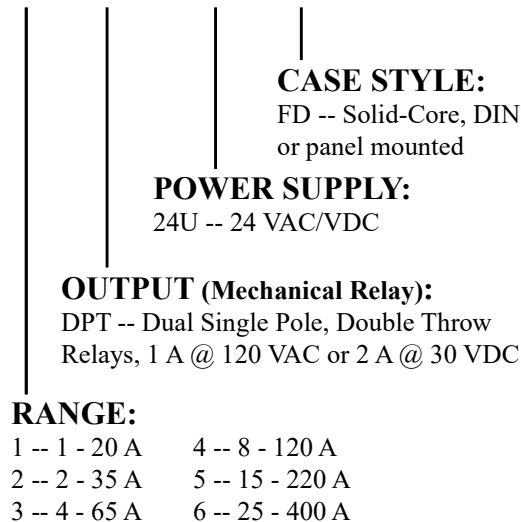 CASE STYLE:
FD -- Solid-Core, DIN
or panel mounted
POWER SUPPLY:
24U -- 24 VAC/VDC
OUTPUT (Mechanical Relay):
DPT -- Dual Single Pole, Double Throw
Relays, 1 A @ 120 VAC or 2 A @ 30 VDC
RANGE:
1 -- 1 - 20 A 4 -- 8 - 120 A
2 -- 2 - 35 A 5 -- 15 - 220 A
3 -- 4 - 65 A 6 -- 25 - 400 A